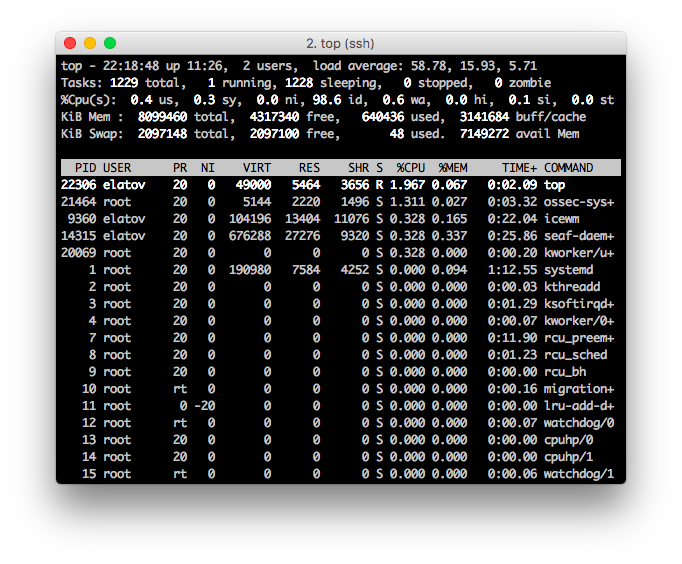 2. top (ssh)
top - 22:18:48 up 11:26,  2 users,  load average: 58.78, 15.93, 5.71
Tasks: 1229 total,   1 running, 1228 sleeping,   0 stopped,   0 zombie
%Cpu(s):  0.4 us,  0.3 sy,  0.0 ni, 98.6 id,  0.6 wa,  0.0 hi,  0.1 si,  0.0 st
KiB Mem :  8099460 total,  4317340 free,   640436 used,  3141684 buff/cache
KiB Swap:  2097148 total,  2097100 free,       48 used.  7149272 avail Mem
PID USER      PR  NI    VIRT    RES    SHR S  %CPU  %MEM     TIME+ COMMAND
22306 elatov    20   0   49000   5464   3656 R 1.967 0.067   0:02.09 top
21464 root      20   0    5144   2220   1496 S 1.311 0.027   0:03.32 ossec-sys+
9360 elatov    20   0  104196  13404  11076 S 0.328 0.165   0:22.04 icewm
14315 elatov    20   0  676288  27276   9320 S 0.328 0.337   0:25.86 seaf-daem+
20069 root      20   0       0      0      0 S 0.328 0.000   0:00.20 kworker/u+
1 root      20   0  190980   7584   4252 S 0.000 0.094   1:12.55 systemd
2 root      20   0       0      0      0 S 0.000 0.000   0:00.03 kthreadd
3 root      20   0       0      0      0 S 0.000 0.000   0:01.29 ksoftirqd+
4 root      20   0       0      0      0 S 0.000 0.000   0:00.07 kworker/0+
7 root      20   0       0      0      0 S 0.000 0.000   0:11.90 rcu_preem+
8 root      20   0       0      0      0 S 0.000 0.000   0:01.23 rcu_sched
9 root      20   0       0      0      0 S 0.000 0.000   0:00.00 rcu_bh
10 root      rt   0       0      0      0 S 0.000 0.000   0:00.16 migration+
11 root       0 -20       0      0      0 S 0.000 0.000   0:00.00 lru-add-d+
12 root      rt   0       0      0      0 S 0.000 0.000   0:00.07 watchdog/0
13 root      20   0       0      0      0 S 0.000 0.000   0:00.00 cpuhp/0
14 root      20   0       0      0      0 S 0.000 0.000   0:00.00 cpuhp/1
15 root      rt   0       0      0      0 S 0.000 0.000   0:00.06 watchdog/1